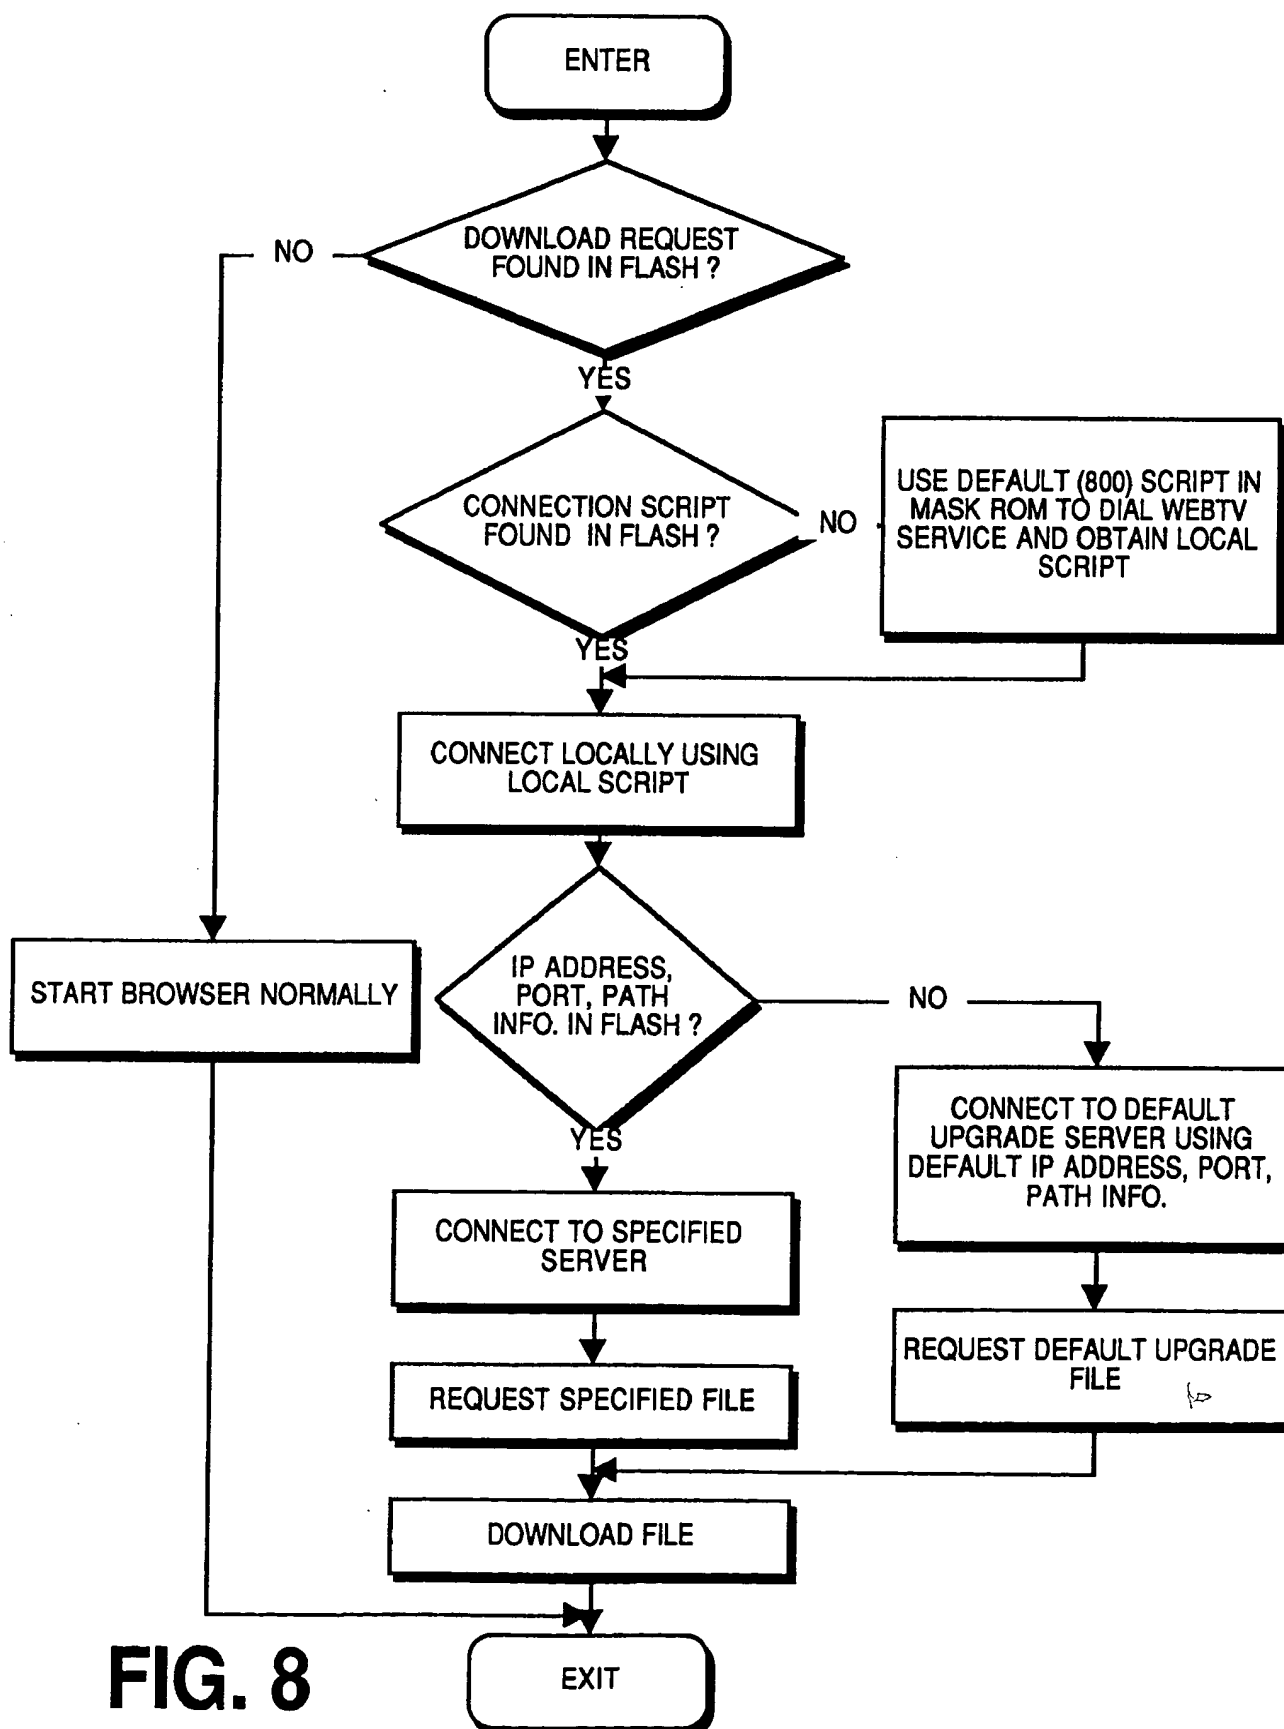 ENTER
DOWNLOAD REQUEST
FOUND IN FLASH ?
NO
YES
CONNECTION SCRIPT
FOUND IN FLASH ?
NO
USE DEFAULT (800) SCRIPT IN
MASK ROM TO DIAL WEBTV
SERVICE AND OBTAIN LOCAL
SCRIPT
YES
CONNECT LOCALLY USING
LOCAL SCRIPT
START BROWSER NORMALLY
IP ADDRESS,
PORT, PATH
INFO. IN FLASH ?
NO
YES
CONNECT TO DEFAULT
UPGRADE SERVER USING
DEFAULT IP ADDRESS, PORT,
PATH INFO.
CONNECT TO SPECIFIED
SERVER
REQUEST DEFAULT UPGRADE
FILE
REQUEST SPECIFIED FILE
DOWNLOAD FILE
EXIT
FIG. 8